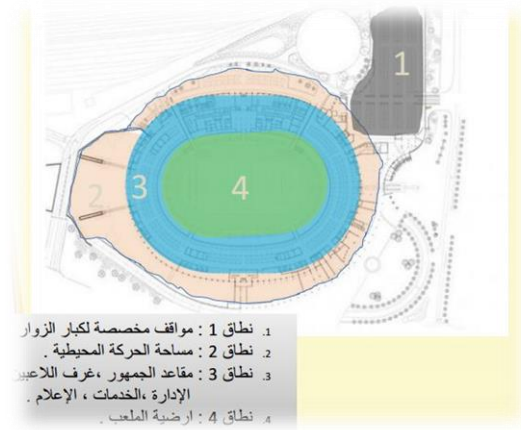 1
2
3
4
1. نطاق 1 : مواقف مخصصة لكبار الزوار
2. نطاق 2 : مساحة الحركة المحيطية .
3. نطاق 3 : مقاعد الجمهور ،غرف اللاعبين
الإدارة ،الخدمات ، الإعلام .
4. نطاق 4 : ارضية الملعب .